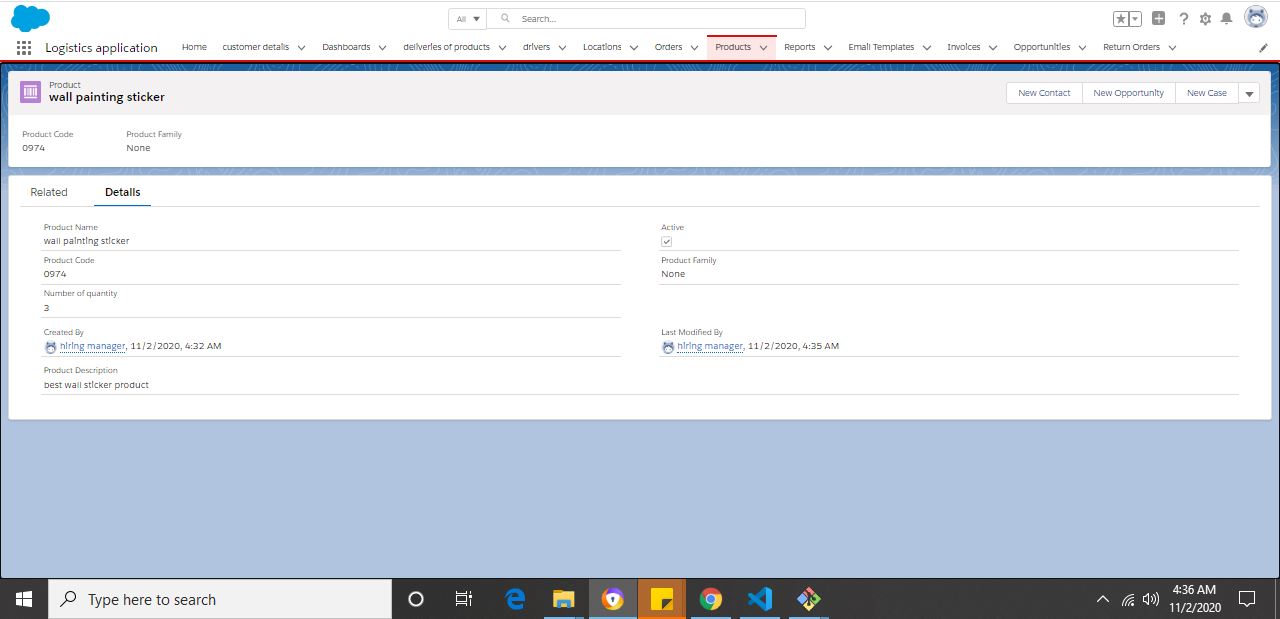 All
Search...
Logistics application
Home customer details Dashboards deliveries of products drivers Locations Orders Products Reports Email Templates Invoices Opportunities Return Orders
Product
wall painting sticker
New Contact New Opportunity New Case
Product Code Product Family
0974 None
Related Details
Product Name Active
wall painting sticker
Product Code Product Family
0974 None
Number of quantity
3
Created By Last Modified By
hiring manager, 11/2/2020, 4:32 AM hiring manager, 11/2/2020, 4:35 AM
Product Description
best wall sticker product
Type here to search
4:36 AM
11/2/2020